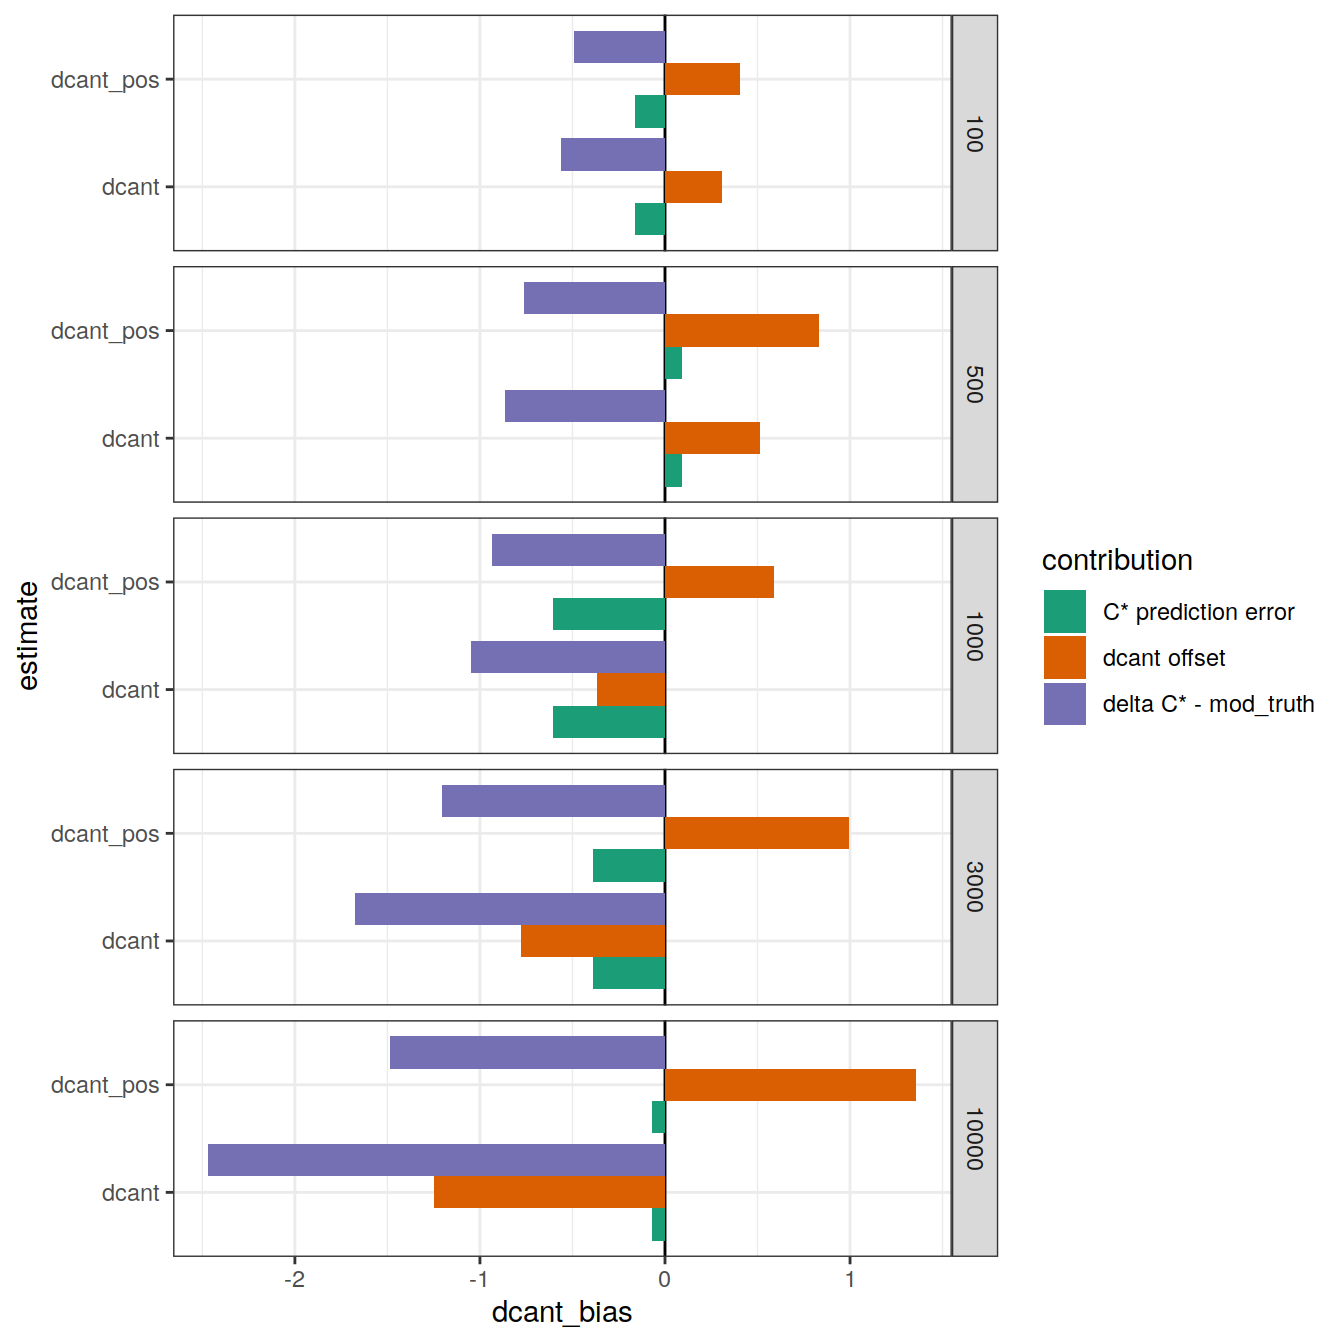 dcant_pos
dcant
100
dcant_pos
dcant
500
dcant_pos
dcant
1000
dcant_pos
dcant
3000
dcant_pos
dcant
10000
-2
-1
0
1
dcant_bias
estimate
contribution
C* prediction error
dcant offset
delta C* - mod_truth